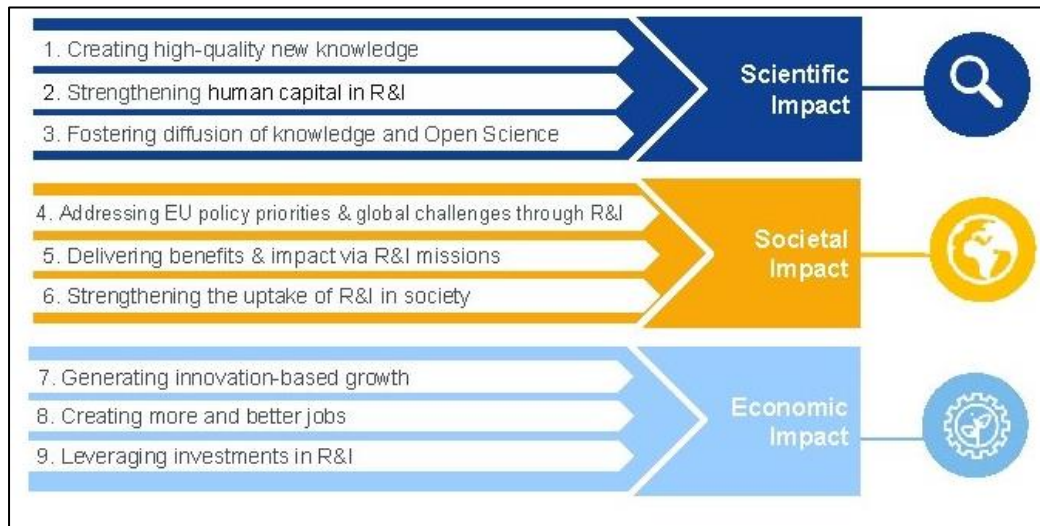 1. Creating high-quality new knowledge
2. Strengthening human capital in R&I
3. Fostering diffusion of knowledge and Open Science
Scientific
Impact
4. Addressing EU policy priorities & global challenges through R&I
5. Delivering benefits & impact via R&I missions
6. Strengthening the uptake of R&I in society
Societal
Impact
7. Generating innovation-based growth
8. Creating more and better jobs
9. Leveraging investments in R&I
Economic
Impact